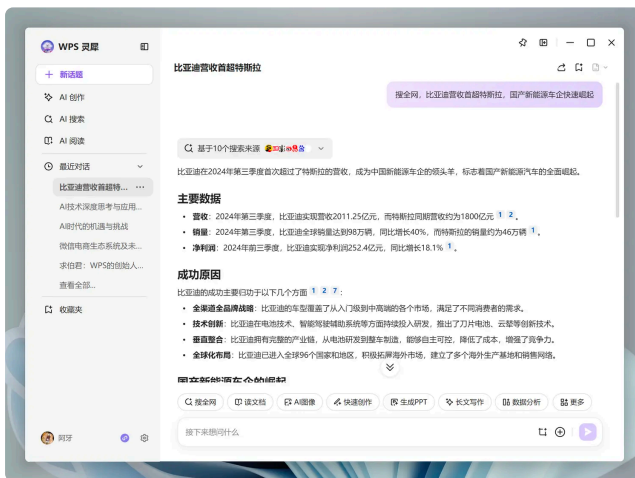 WPS 灵犀
新话题
AI 创作
AI 搜索
AI 阅读
最近对话
比亚迪营收首超特...
AI技术深度思考与应用...
AI时代的机遇与挑战
微信电商生态系统及未...
求伯君：WPS的创始人...
查看全部...
收藏夹
阿牙
比亚迪营收首超特斯拉
搜全网，比亚迪营收首超特斯拉，国产新能源车企快速崛起
基于10个搜索来源
比亚迪在2024年第三季度首次超过了特斯拉的营收，成为中国新能源车企的领头羊，标志着国产新能源汽车的全面崛起。
主要数据
• 营收：2024年第三季度，比亚迪实现营收2011.25亿元，而特斯拉同期营收约为1800亿元 1 2 。
• 销量：2024年第三季度，比亚迪全球销量达到98万辆，同比增长40%，而特斯拉的销量约为46万辆 1 。
• 净利润：2024年前三季度，比亚迪实现净利润252.4亿元，同比增长18.1% 1 。
成功原因
比亚迪的成功主要归功于以下几个方面 1 2 7 ：
• 全渠道全品牌战略：比亚迪的车型覆盖了从入门级到中高端的各个市场，满足了不同消费者的需求。
• 技术创新：比亚迪在电池技术、智能驾驶辅助系统等方面持续投入研发，推出了刀片电池、云辇等创新技术。
• 垂直整合：比亚迪拥有完整的产业链，从电池研发到整车制造，能够自主可控，降低了成本，增强了竞争力。
• 全球化布局：比亚迪已进入全球96个国家和地区，积极拓展海外市场，建立了多个海外生产基地和销售网络。
国产新能源车企的崛起
搜全网 读文档 AI图像 快速创作 生成PPT 长文写作 数据分析 更多
接下来想问什么